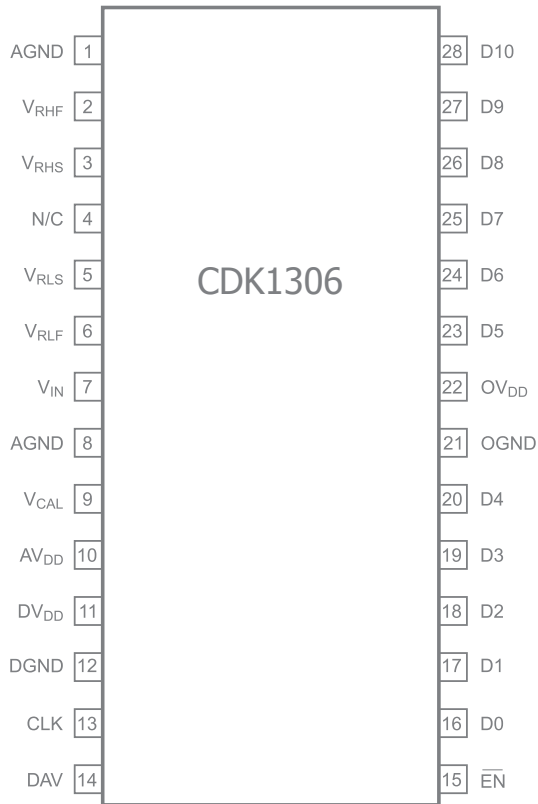 AGND 1 28 D10
VRHF 2 27 D9
VRHS 3 26 D8
N/C 4 25 D7
VRLS 5 24 D6
CDK1306
VRLF 6 23 D5
VIN 7 22 OVDD
AGND 8 21 OGND
VCAL 9 20 D4
AVDD 10 19 D3
DVDD 11 18 D2
DGND 12 17 D1
CLK 13 16 D0
DAV 14 15 E̅N̅